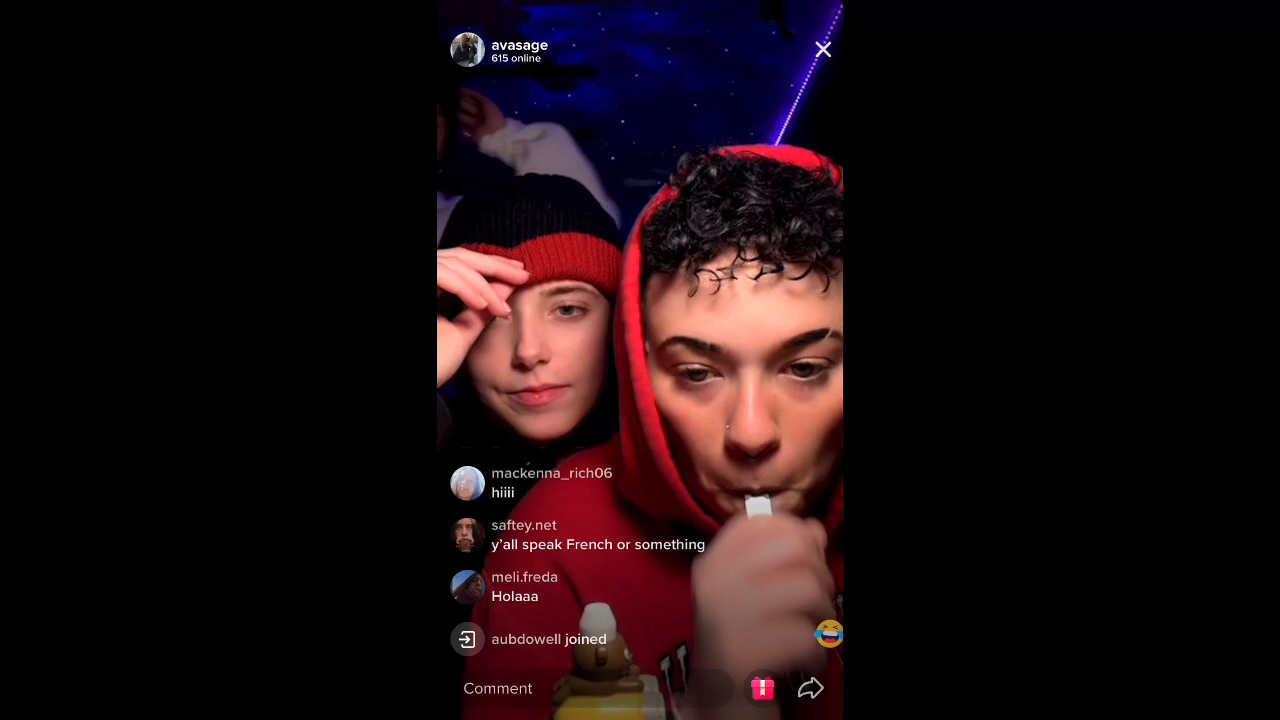 avasage
615 online
mackenna_rich06
hiiii
saftey.net
y'all speak French or something
meli.freda
Holaaa
aubdowell joined
Comment